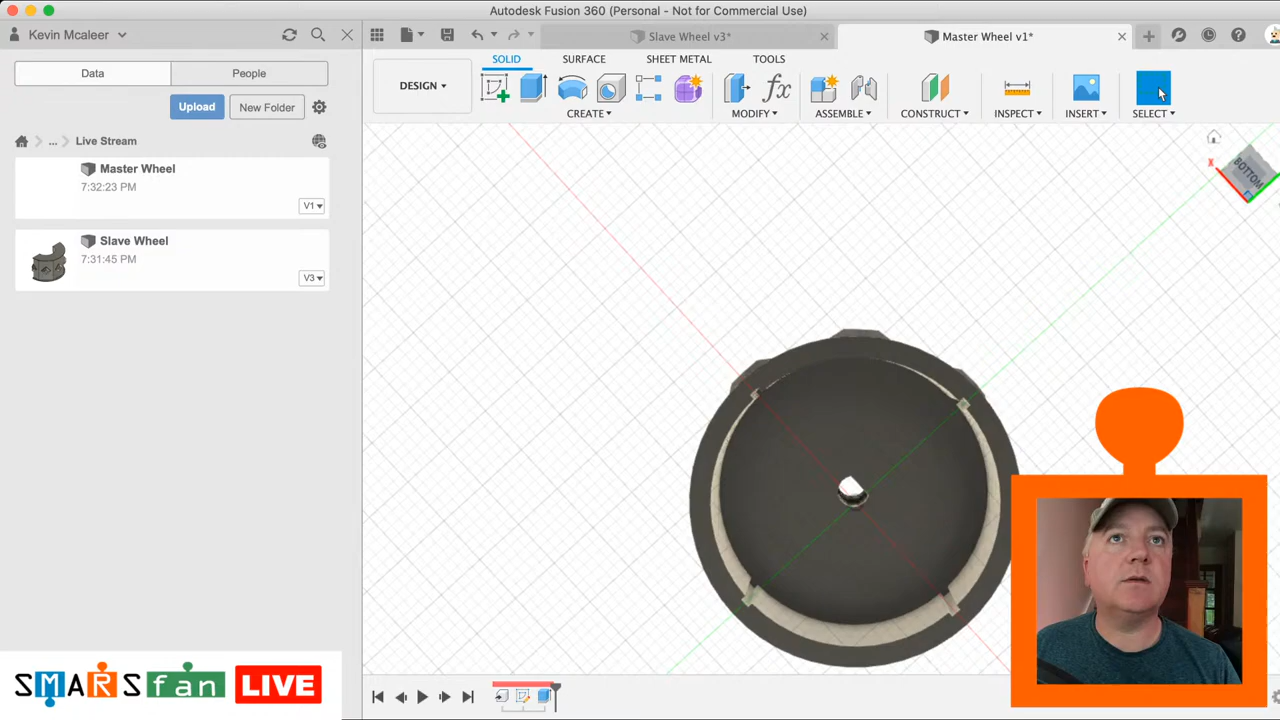 Autodesk Fusion 360 (Personal - Not for Commercial Use)
Kevin Mcaleer
Slave Wheel v3*
Master Wheel v1*
Data
People
SOLID
SURFACE
SHEET METAL
TOOLS
DESIGN
CREATE
MODIFY
ASSEMBLE
CONSTRUCT
INSPECT
INSERT
SELECT
Upload
New Folder
... Live Stream
Master Wheel
7:32:23 PM
V1
Slave Wheel
7:31:45 PM
V3
X
BOTTOM
SMARSfan LIVE